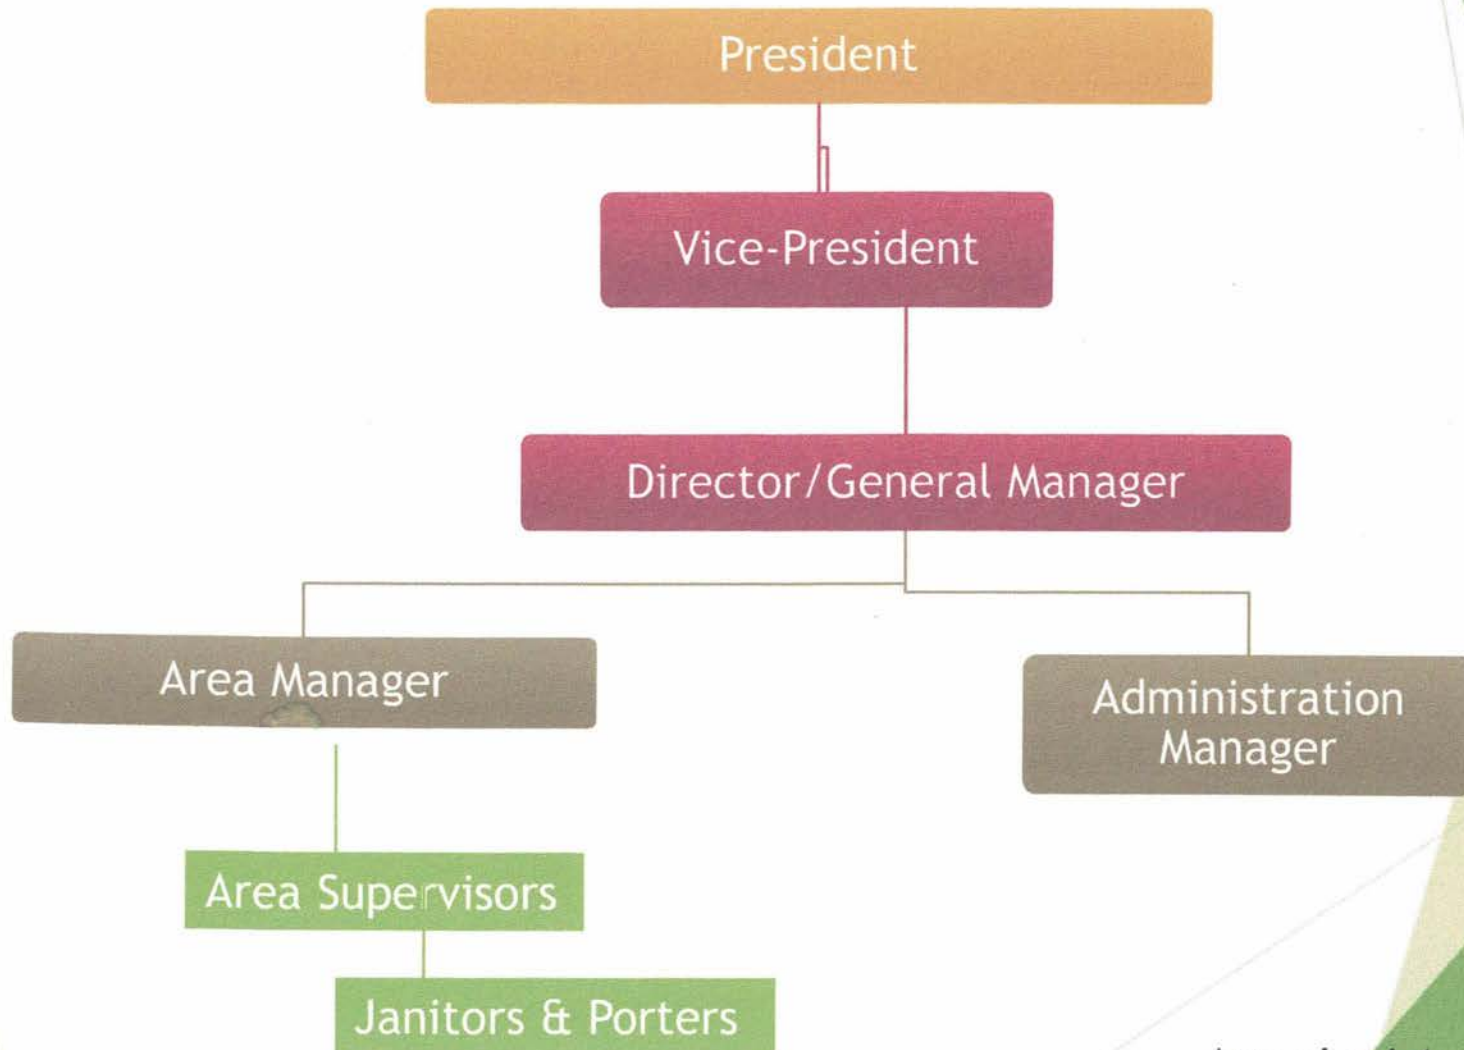 President
Vice-President
Director/General Manager
Area Manager
Administration
Manager
Area Supervisors
Janitors & Porters